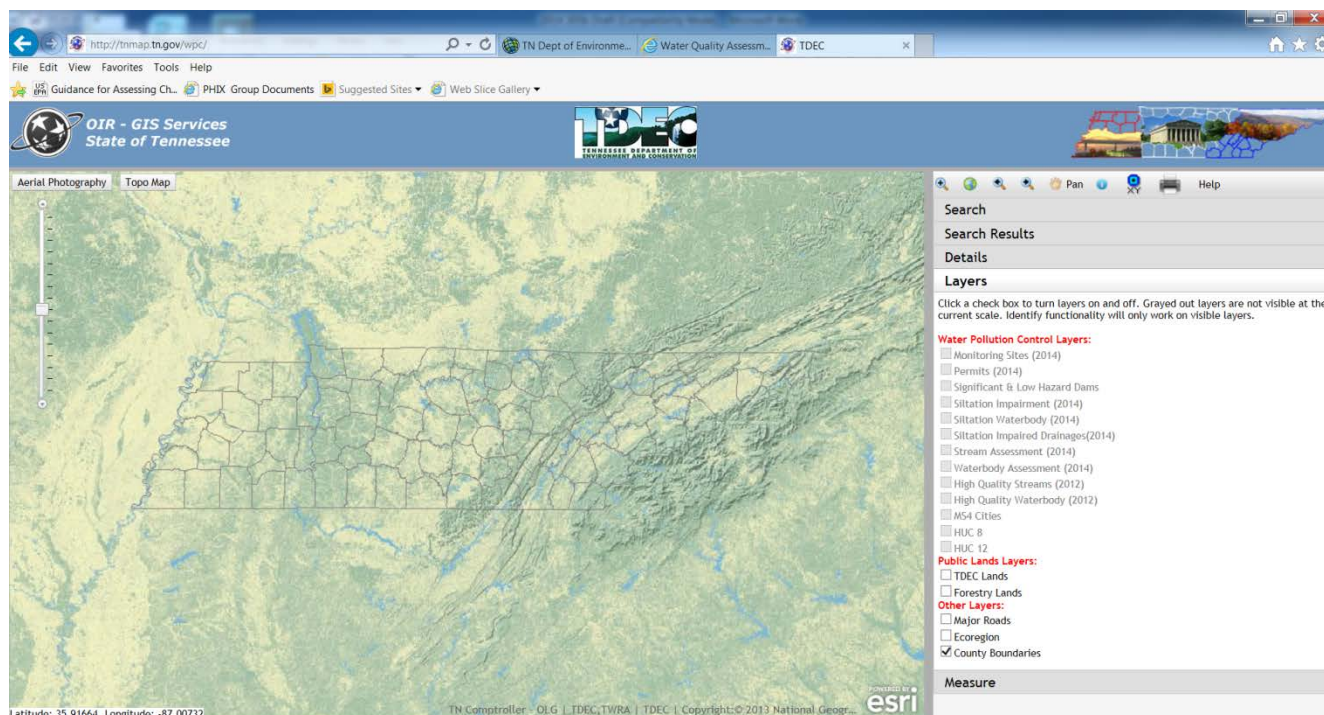 http://tnmap.tn.gov/wpc/
TN Dept of Environme...
Water Quality Assessm...
TDEC
File Edit View Favorites Tools Help
US EPA Guidance for Assessing Ch... PHIX Group Documents Suggested Sites Web Slice Gallery
OIR - GIS Services
State of Tennessee
TDEC
TENNESSEE DEPARTMENT OF
ENVIRONMENT AND CONSERVATION
Aerial Photography Topo Map
Pan XY Help
Search
Search Results
Details
Layers
Click a check box to turn layers on and off. Grayed out layers are not visible at the
current scale. Identify functionality will only work on visible layers.
Water Pollution Control Layers:
Monitoring Sites (2014)
Permits (2014)
Significant & Low Hazard Dams
Siltation Impairment (2014)
Siltation Waterbody (2014)
Siltation Impaired Drainages(2014)
Stream Assessment (2014)
Waterbody Assessment (2014)
High Quality Streams (2012)
High Quality Waterbody (2012)
MS4 Cities
HUC 8
HUC 12
Public Lands Layers:
TDEC Lands
Forestry Lands
Other Layers:
Major Roads
Ecoregion
County Boundaries
Measure
POWERED BY
esri
Latitude: 35.91664 Longitude: -87.00732
TN Comptroller - OLG | TDEC;TWRA | TDEC | Copyright:© 2013 National Geogr...